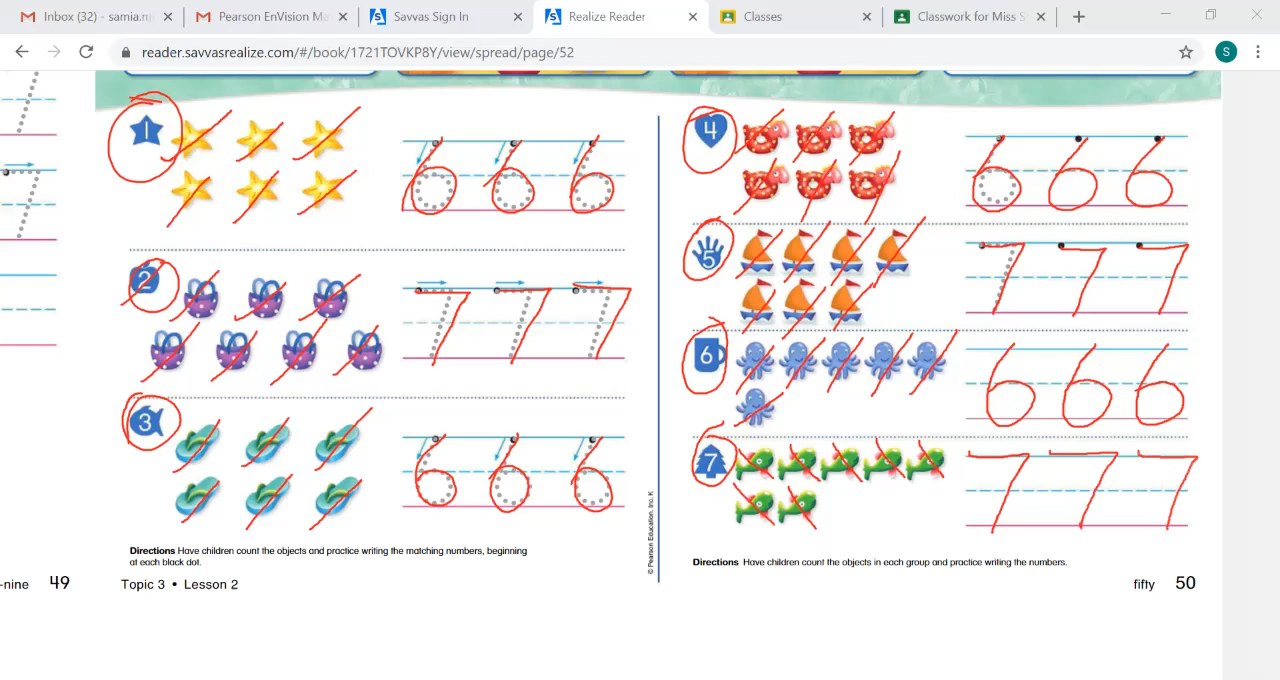 Inbox (32) - samia.m
Pearson EnVision Ma
Savvas Sign In
Realize Reader
Classes
Classwork for Miss S
reader.savvasrealize.com/#/book/1721TOVKP8Y/view/spread/page/52
S
1
6 6 6
2
7 7 7
3
6 6 6
Directions Have children count the objects and practice writing the matching numbers, beginning
at each black dot.
-nine 49
Topic 3 • Lesson 2
© Pearson Education, Inc. K
4
6 6 6
5
7 7 7
6
6 6 6
7
7 7 7
Directions Have children count the objects in each group and practice writing the numbers.
fifty 50